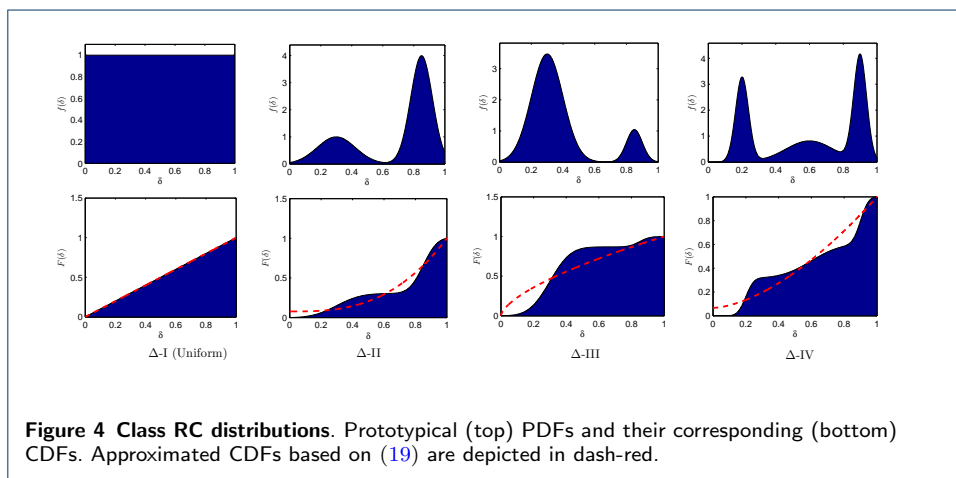 1
0.8
0.6
0.4
0.2
0
f(δ)
0 0.2 0.4 0.6 0.8 1
δ
4
3
2
1
0
f(δ)
0 0.2 0.4 0.6 0.8 1
δ
3
2
1
0
f(δ)
0 0.2 0.4 0.6 0.8 1
δ
4
3
2
1
0
f(δ)
0 0.2 0.4 0.6 0.8 1
δ
1.5
1
0.5
0
F(δ)
0 0.2 0.4 0.6 0.8 1
δ
Δ-I (Uniform)
1.5
1
0.5
0
F(δ)
0 0.2 0.4 0.6 0.8 1
δ
Δ-II
1.5
1
0.5
0
F(δ)
0 0.2 0.4 0.6 0.8 1
δ
Δ-III
1
0.8
0.6
0.4
0.2
0
F(δ)
0 0.2 0.4 0.6 0.8 1
δ
Δ-IV
Figure 4 Class RC distributions. Prototypical (top) PDFs and their corresponding (bottom)
CDFs. Approximated CDFs based on (19) are depicted in dash-red.